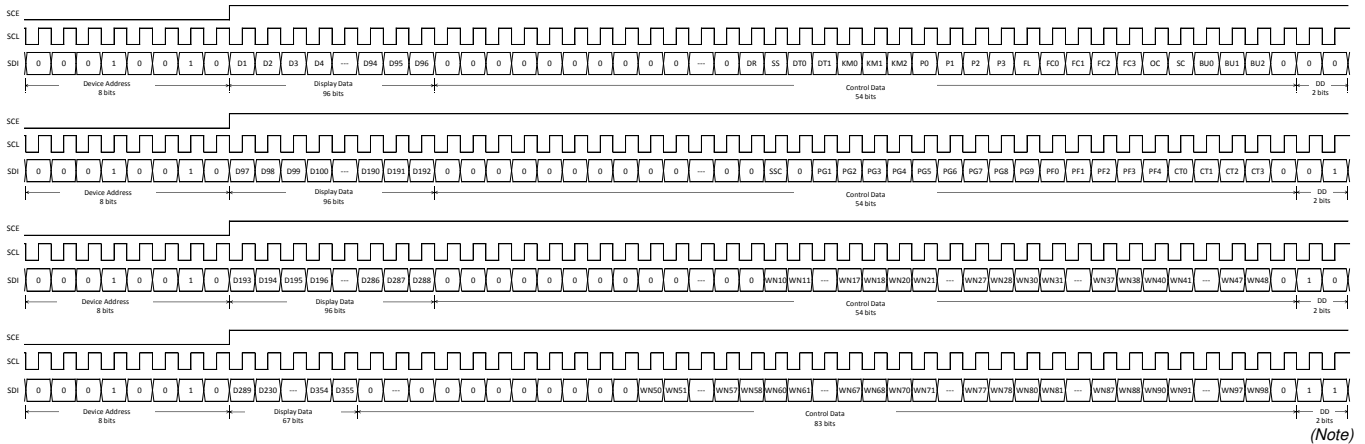 SCE
SCL
SDI 0 0 0 1 0 0 1 0 D1 D2 D3 D4 --- D94 D95 D96 0 0 0 0 0 0 0 0 0 0 --- 0 DR SS DT0 DT1 KM0 KM1 KM2 P0 P1 P2 P3 FL FC0 FC1 FC2 FC3 OC SC BU0 BU1 BU2 0 0 0
Device Address Display Data Control Data DD
8 bits 96 bits 54 bits 2 bits
SCE
SCL
SDI 0 0 0 1 0 0 1 0 D97 D98 D99 D100 --- D190 D191 D192 0 0 0 0 0 0 0 0 0 0 --- 0 0 SSC 0 PG1 PG2 PG3 PG4 PG5 PG6 PG7 PG8 PG9 PF0 PF1 PF2 PF3 PF4 CT0 CT1 CT2 CT3 0 0 1
Device Address Display Data Control Data DD
8 bits 96 bits 54 bits 2 bits
SCE
SCL
SDI 0 0 0 1 0 0 1 0 D193 D194 D195 D196 --- D286 D287 D288 0 0 0 0 0 0 0 0 0 0 --- 0 0 WN10 WN11 --- WN17 WN18 WN20 WN21 --- WN27 WN28 WN30 WN31 --- WN37 WN38 WN40 WN41 --- WN47 WN48 0 1 0
Device Address Display Data Control Data DD
8 bits 96 bits 54 bits 2 bits
SCE
SCL
SDI 0 0 0 1 0 0 1 0 D289 D230 --- D354 D355 0 --- 0 0 0 0 0 0 0 0 0 WN50 WN51 --- WN57 WN58 WN60 WN61 --- WN67 WN68 WN70 WN71 --- WN77 WN78 WN80 WN81 --- WN87 WN88 WN90 WN91 --- WN97 WN98 0 1 1
Device Address Display Data Control Data DD
8 bits 67 bits 83 bits 2 bits
(Note)